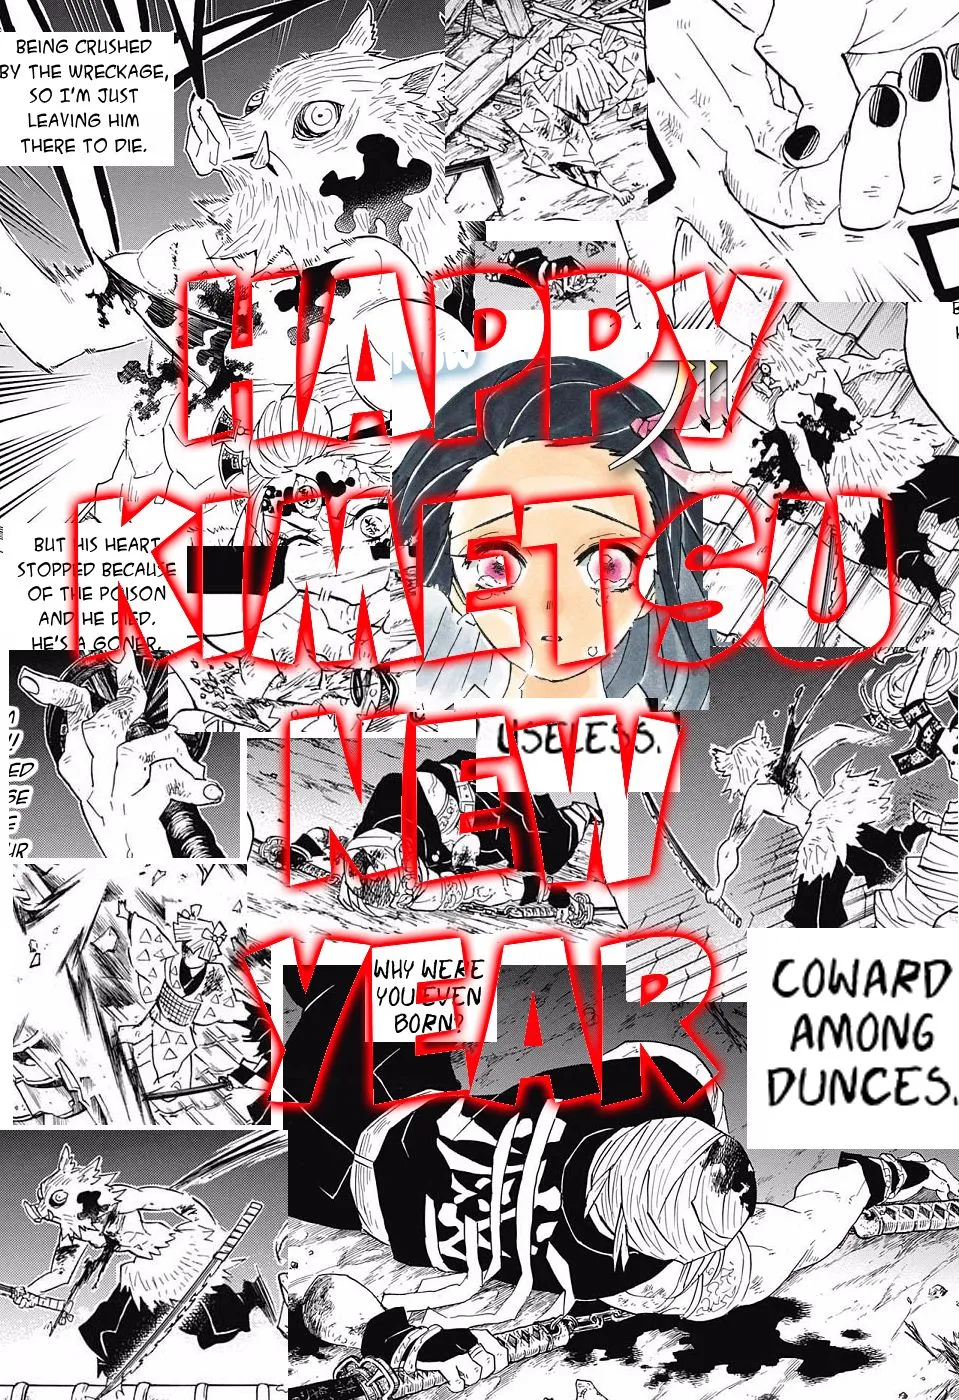 BEING CRUSHED
BY THE WRECKAGE,
SO I'M JUST
LEAVING HIM
THERE TO DIE.
HAPPY
KIMETSU
BUT HIS HEART
STOPPED BECAUSE
OF THE POISON
AND HE DIED.
HE'S A GONER.
USELESS.
NEW
YEAR
WHY WERE
YOU EVEN
BORN?
COWARD
AMONG
DUNCES.